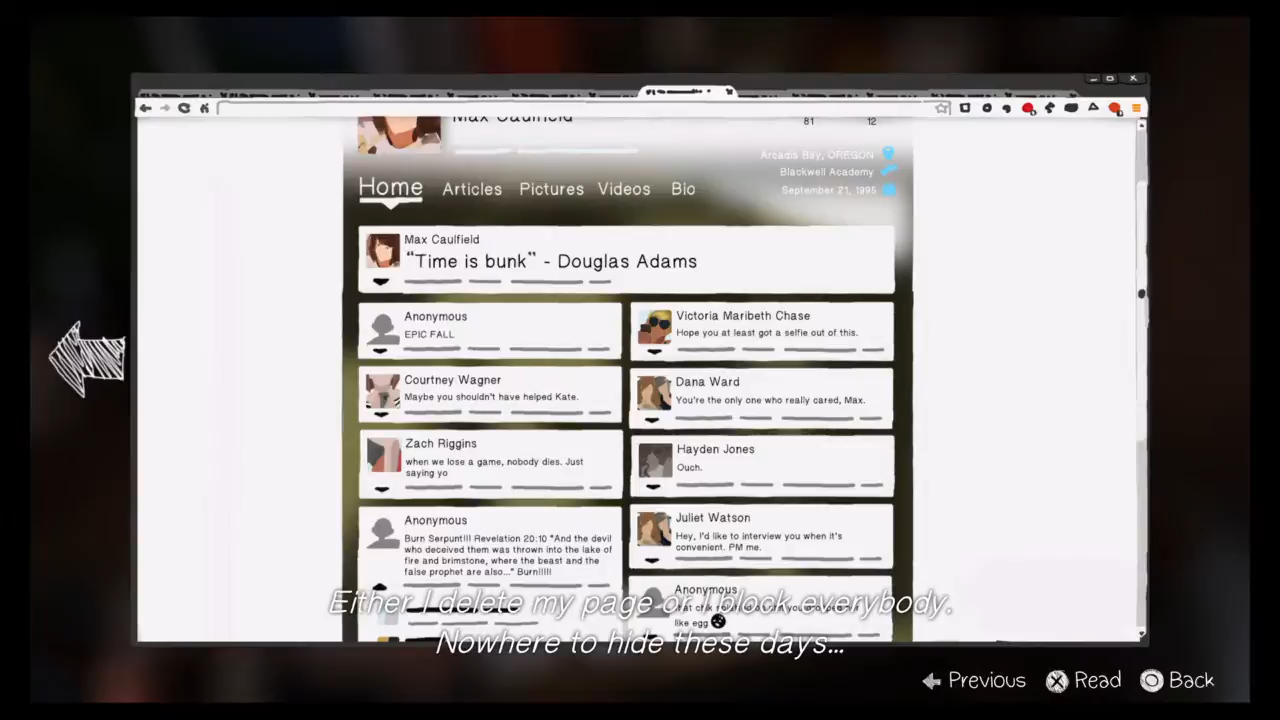 Max Caulfield
81 12
Arcadia Bay, OREGON
Blackwell Academy
September 21, 1995
Home Articles Pictures Videos Bio
Max Caulfield
“Time is bunk” - Douglas Adams
Anonymous
EPIC FALL
Victoria Maribeth Chase
Hope you at least got a selfie out of this.
Courtney Wagner
Maybe you shouldn't have helped Kate.
Dana Ward
You're the only one who really cared, Max.
Zach Riggins
when we lose a game, nobody dies. Just
saying yo
Hayden Jones
Ouch.
Anonymous
Burn Serpunt!!! Revelation 20:10 “And the devil
who deceived them was thrown into the lake of
fire and brimstone, where the beast and the
false prophet are also...” Burn!!!!!
Juliet Watson
Hey, I'd like to interview you when it's
convenient. PM me.
Anonymous
like egg
Either I delete my page or I block everybody.
Nowhere to hide these days...
Previous Read Back